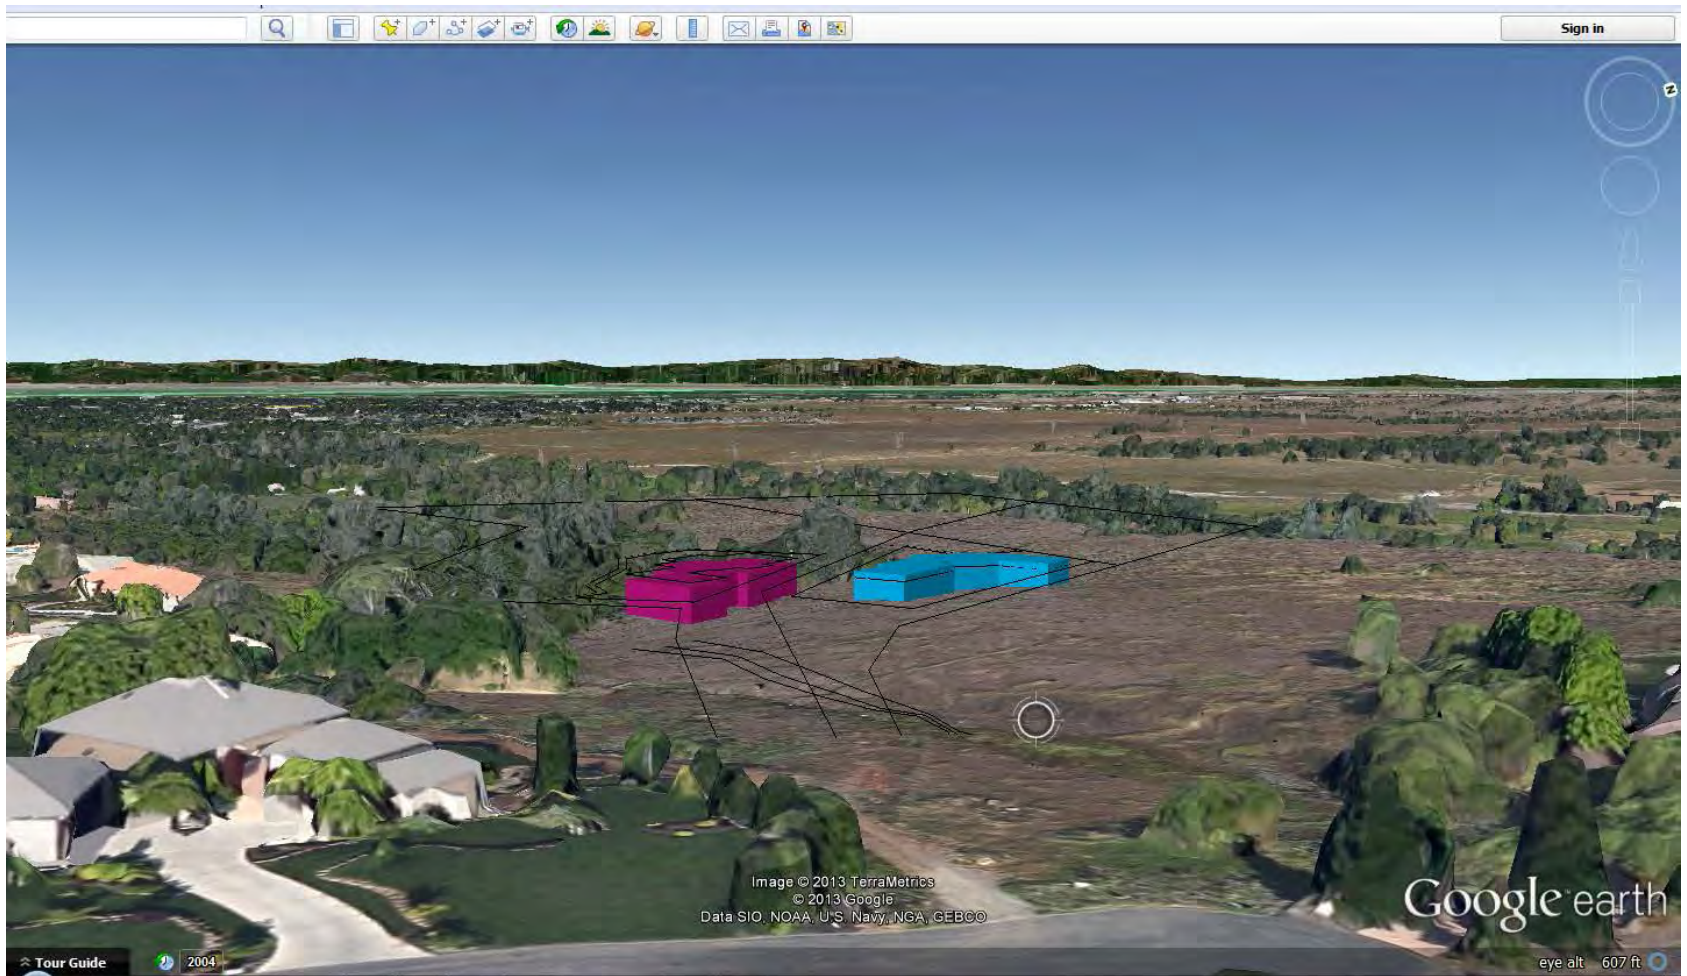 Sign in
N
Image © 2013 TerraMetrics
© 2013 Google
Data SIO, NOAA, U.S. Navy, NGA, GEBCO
Google earth
Tour Guide
2004
eye alt 607 ft